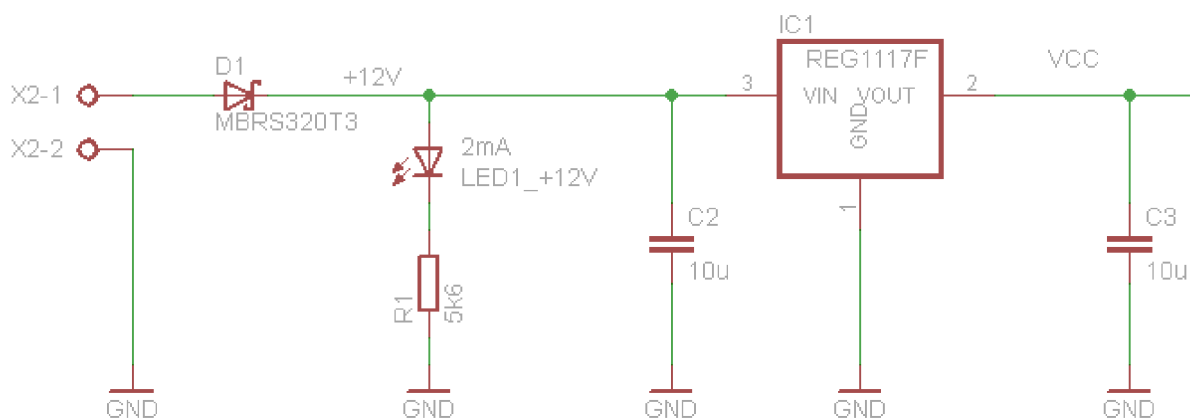 IC1
D1
REG1117F
VCC
+12V
X2-1
3
VIN
VOUT
2
MBRS320T3
GND
X2-2
2mA
LED1_+12V
1
C2
C3
10u
10u
R1
5k6
GND
GND
GND
GND
GND